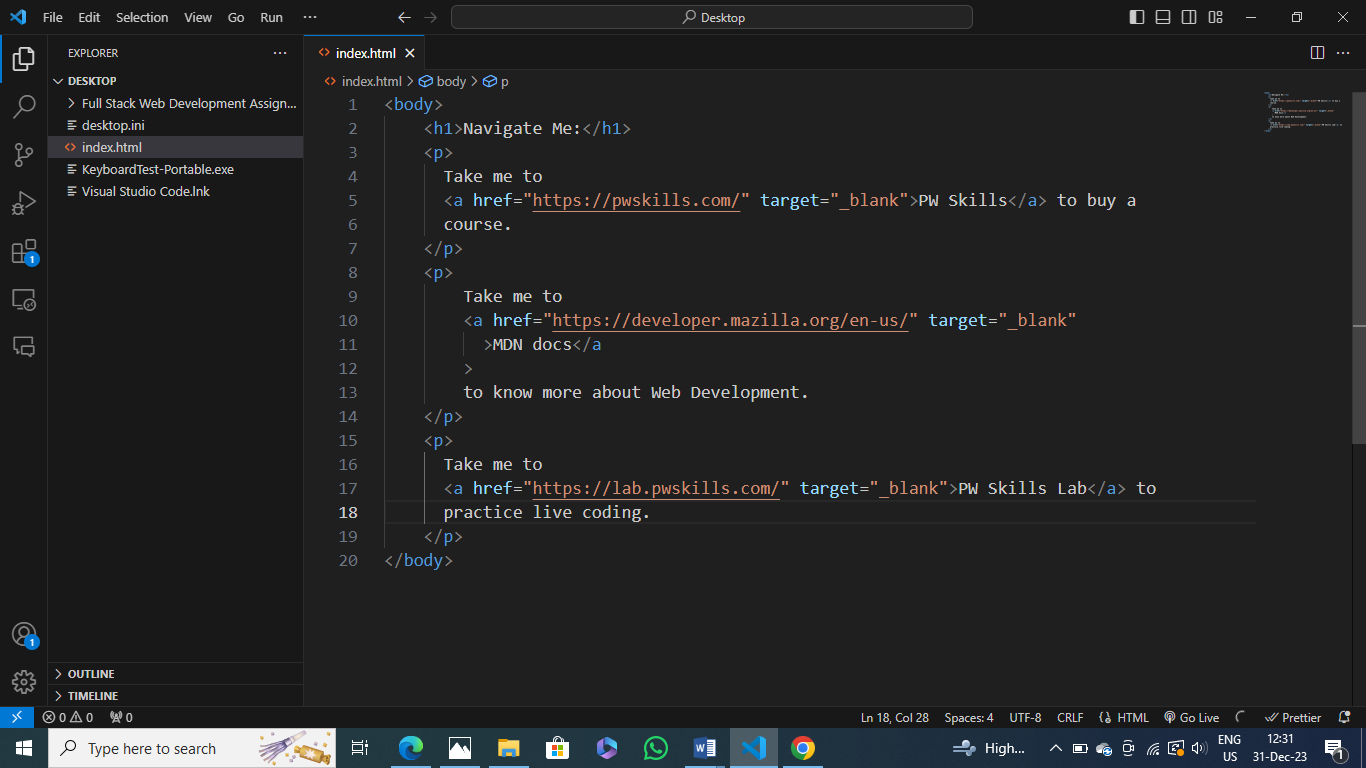 File Edit Selection View Go Run ···
Desktop
EXPLORER
DESKTOP
Full Stack Web Development Assign...
desktop.ini
index.html
KeyboardTest-Portable.exe
Visual Studio Code.lnk
OUTLINE
TIMELINE
index.html
index.html > body > p
1 <body>
2 <h1>Navigate Me:</h1>
3 <p>
4 Take me to
5 <a href="https://pwskills.com/" target="_blank">PW Skills</a> to buy a
6 course.
7 </p>
8 <p>
9 Take me to
10 <a href="https://developer.mazilla.org/en-us/" target="_blank"
11 >MDN docs</a
12 >
13 to know more about Web Development.
14 </p>
15 <p>
16 Take me to
17 <a href="https://lab.pwskills.com/" target="_blank">PW Skills Lab</a> to
18 practice live coding.
19 </p>
20 </body>
1
1
0 0 0
Ln 18, Col 28 Spaces: 4 UTF-8 CRLF HTML Go Live Prettier
Type here to search
High...
ENG
US
12:31
31-Dec-23
1